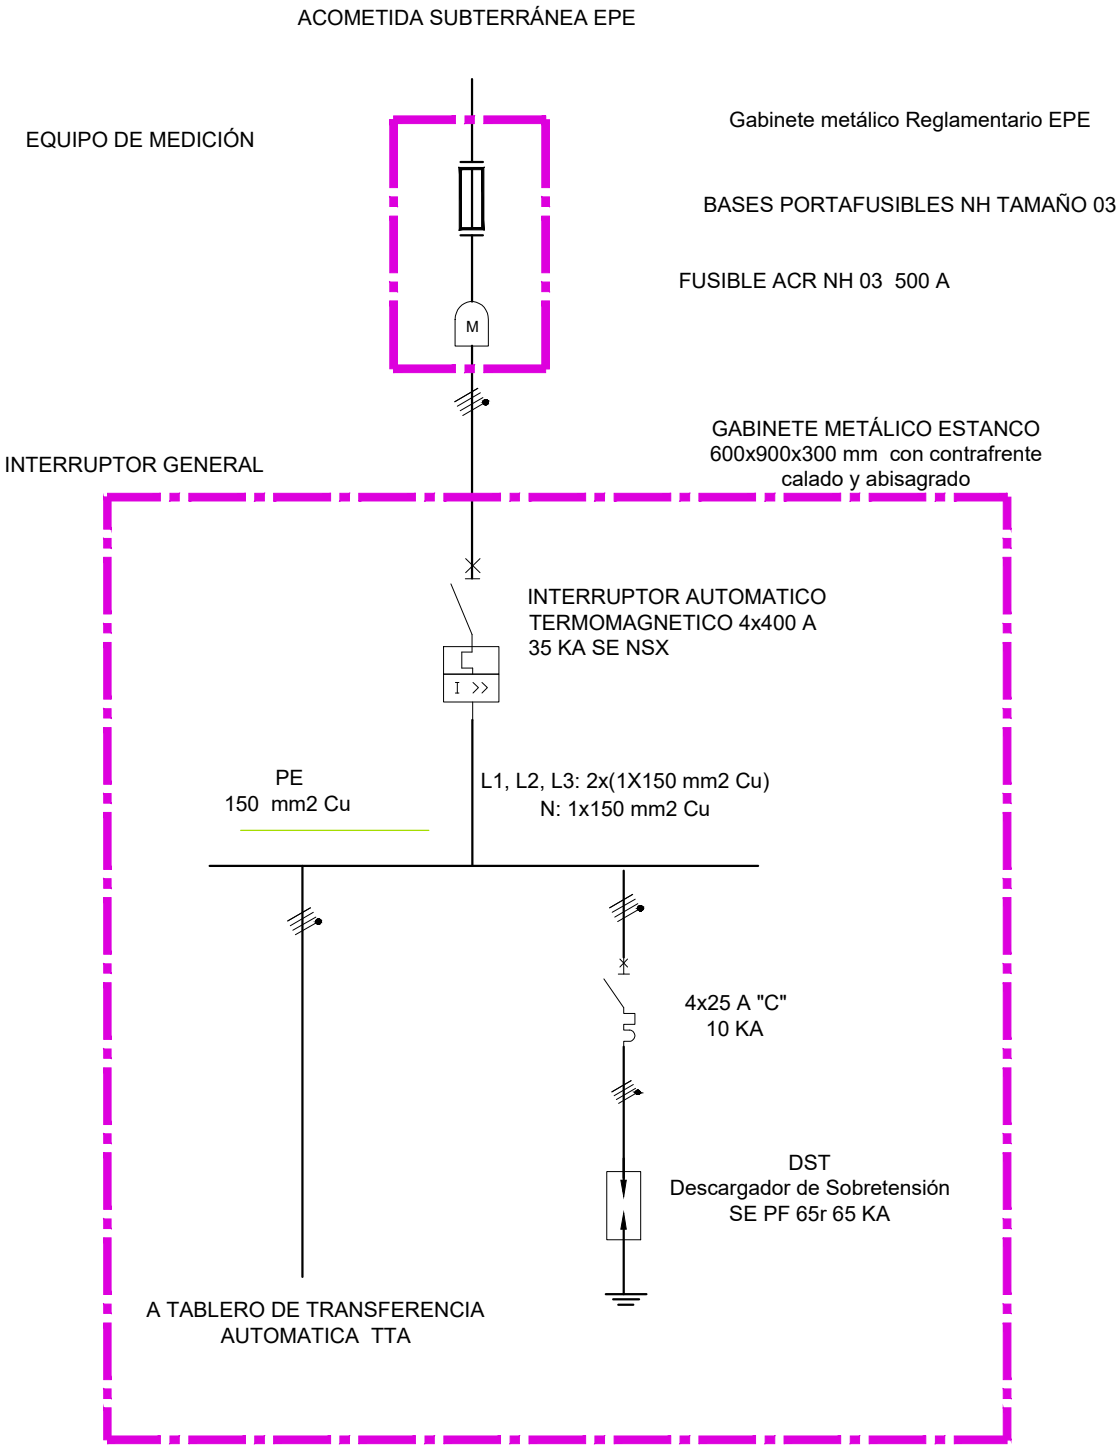 ACOMETIDA SUBTERRÁNEA EPE
EQUIPO DE MEDICIÓN
Gabinete metálico Reglamentario EPE
BASES PORTAFUSIBLES NH TAMAÑO 03
FUSIBLE ACR NH 03  500 A
M
INTERRUPTOR GENERAL
GABINETE METÁLICO ESTANCO
600x900x300 mm  con contrafrente
calado y abisagrado
INTERRUPTOR AUTOMATICO
TERMOMAGNETICO 4x400 A
35 KA SE NSX
I >>
PE
150  mm2 Cu
L1, L2, L3: 2x(1X150 mm2 Cu)
N: 1x150 mm2 Cu
4x25 A "C"
10 KA
DST
Descargador de Sobretensión
SE PF 65r 65 KA
A TABLERO DE TRANSFERENCIA
AUTOMATICA  TTA